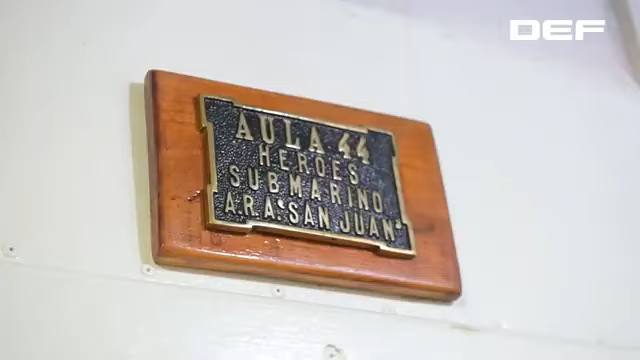 DEF
AULA 44
HEROES
SUBMARINO
A.R.A. "SAN JUAN"